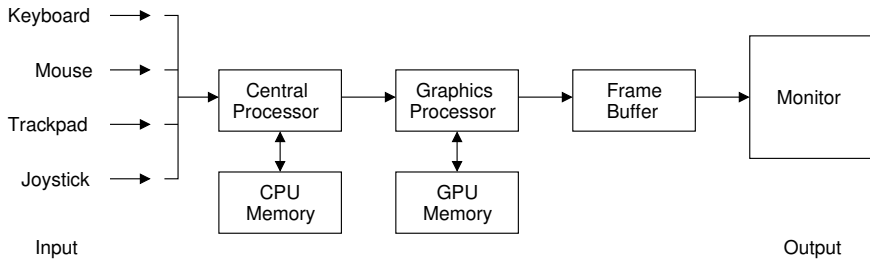 Keyboard
Mouse
Trackpad
Joystick
Input
Central
Processor
CPU
Memory
Graphics
Processor
GPU
Memory
Frame
Buffer
Monitor
Output